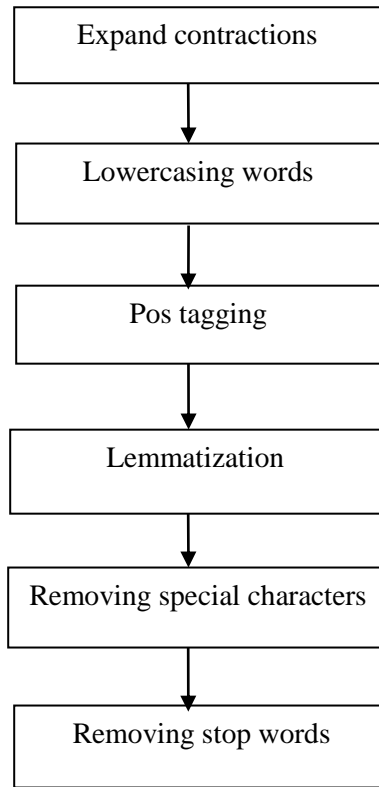 Expand contractions
Lowercasing words
Pos tagging
Lemmatization
Removing special characters
Removing stop words